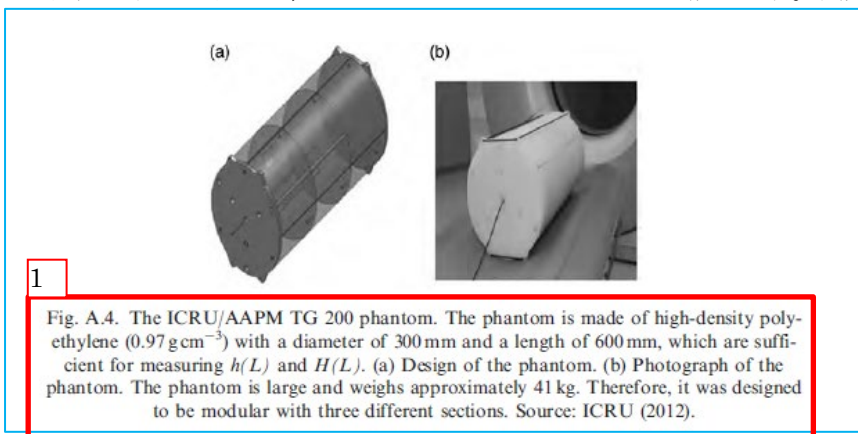 (a)
(b)
1
Fig. A.4. The ICRU/AAPM TG 200 phantom. The phantom is made of high-density poly-
ethylene (0.97 g cm⁻³) with a diameter of 300 mm and a length of 600 mm, which are suffi-
cient for measuring h(L) and H(L). (a) Design of the phantom. (b) Photograph of the
phantom. The phantom is large and weighs approximately 41 kg. Therefore, it was designed
to be modular with three different sections. Source: ICRU (2012).